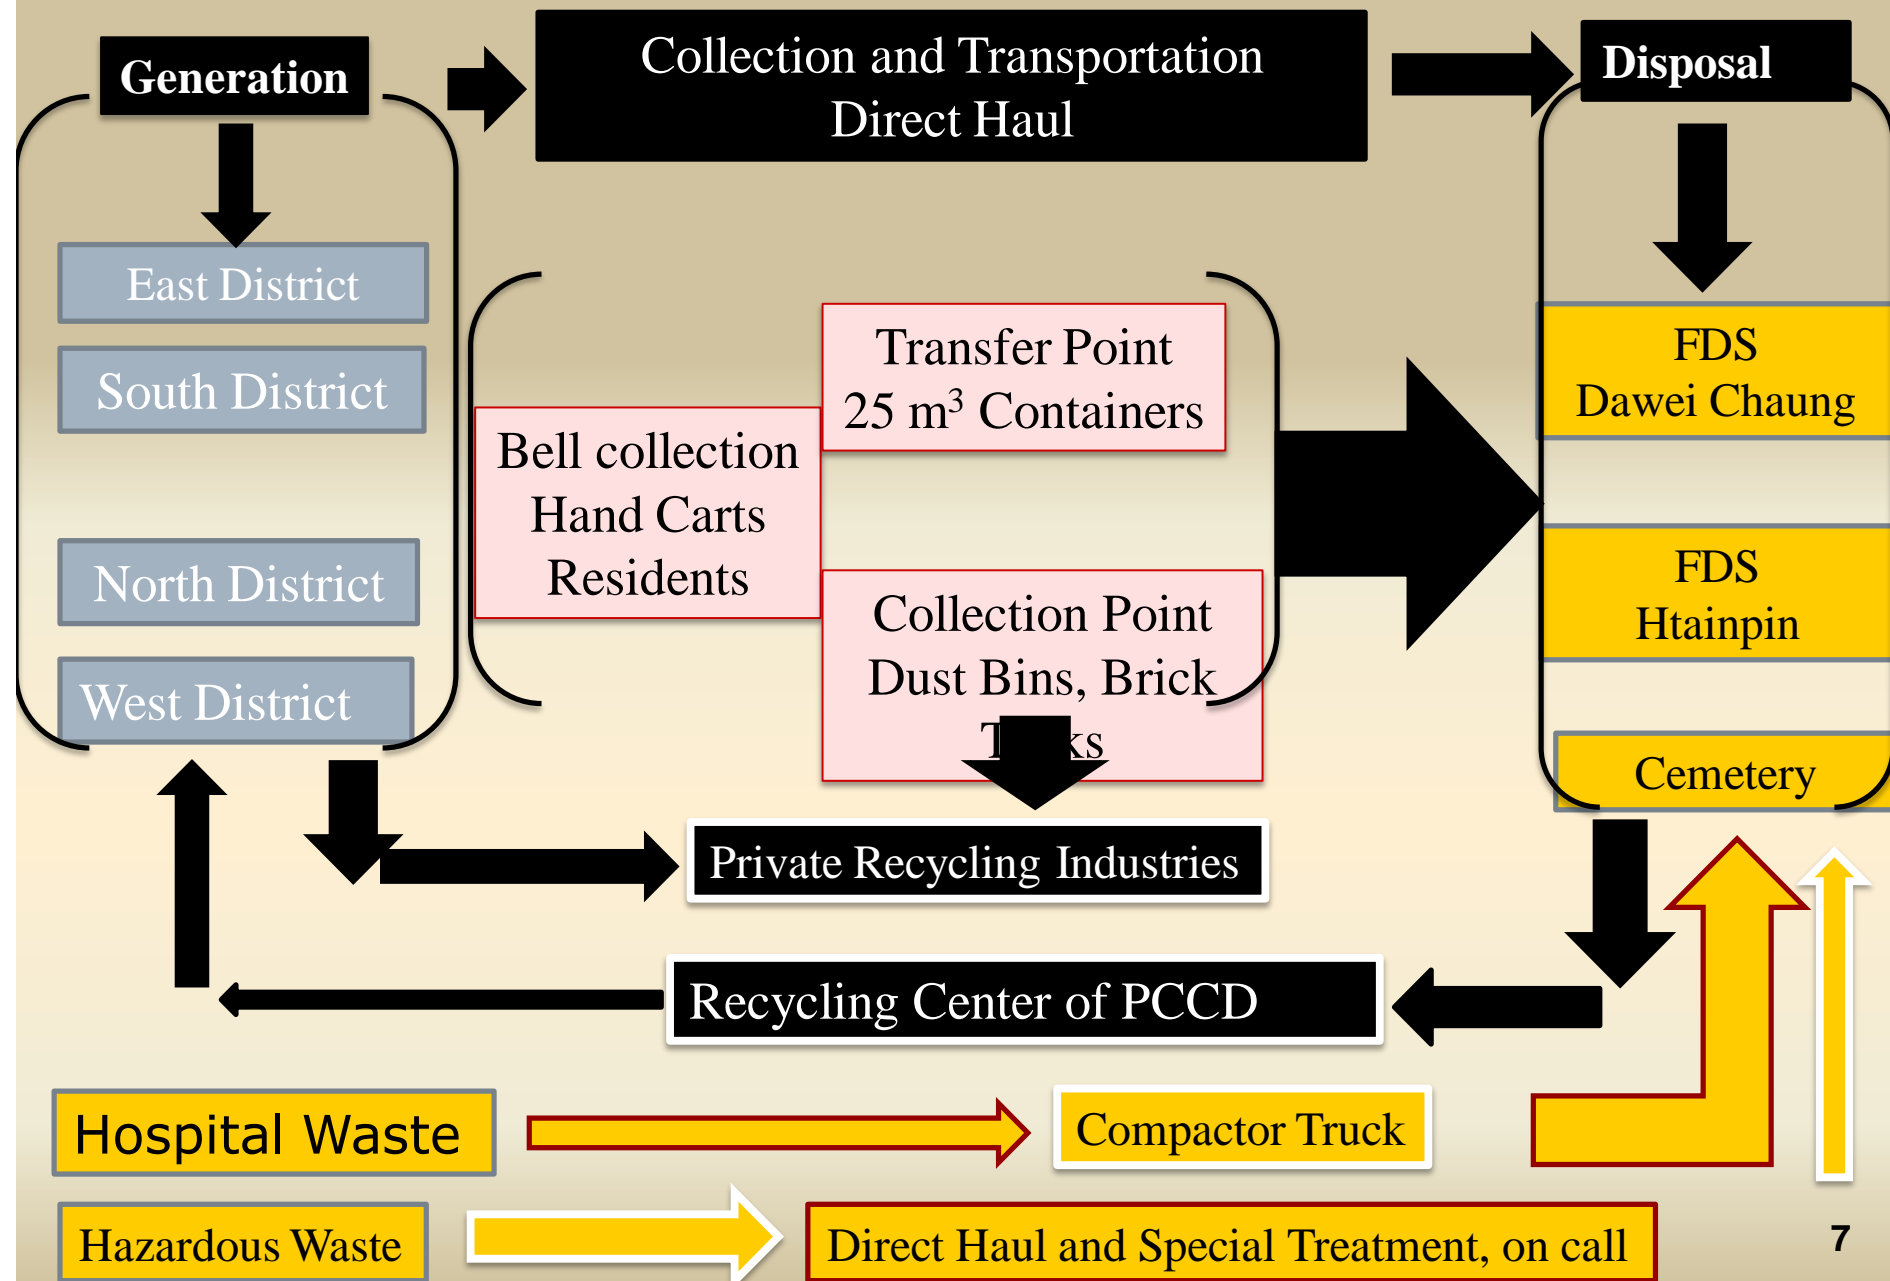 Generation
Collection and Transportation
Direct Haul
Disposal
East District
South District
North District
West District
Bell collection
Hand Carts
Residents
Transfer Point
25 m³ Containers
Collection Point
Dust Bins, Brick
FDS
Dawei Chaung
FDS
Htainpin
Cemetery
Private Recycling Industries
Recycling Center of PCCD
Hospital Waste
Compactor Truck
Hazardous Waste
Direct Haul and Special Treatment, on call
7